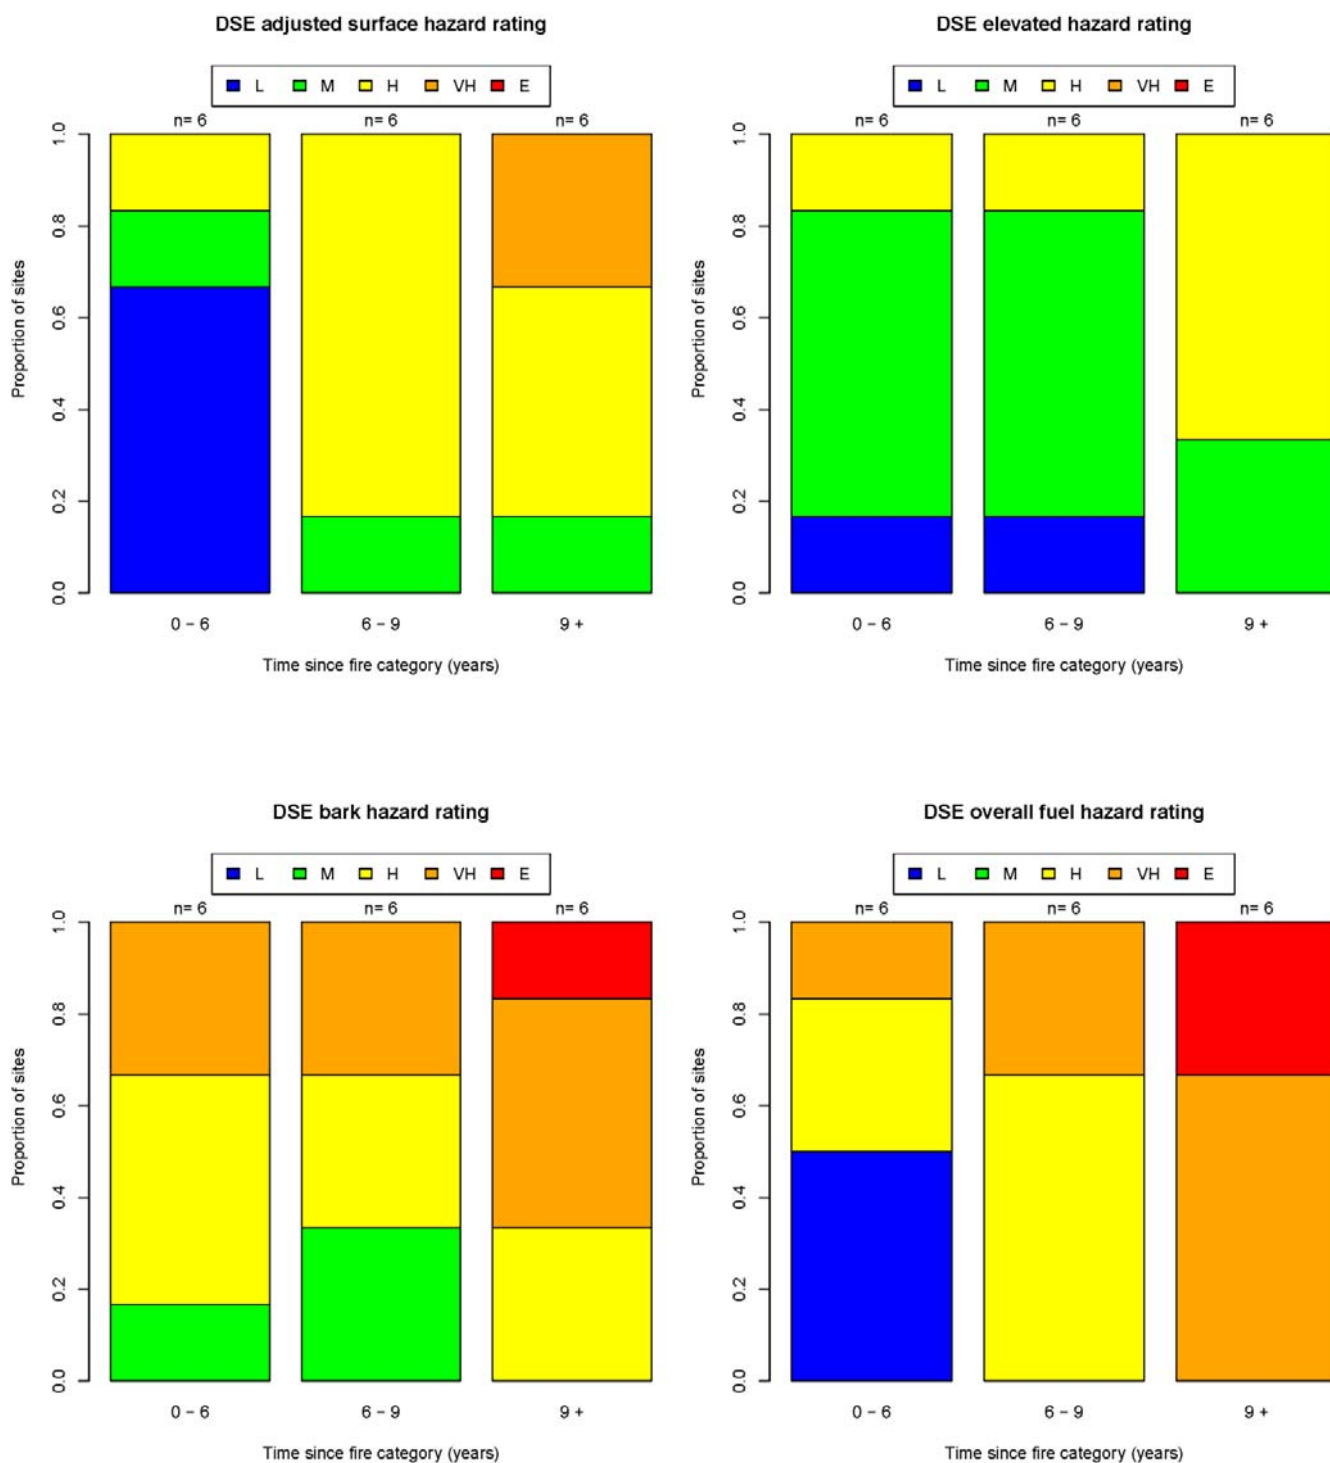 DSE adjusted surface hazard rating
L M H VH E
n= 6 n= 6 n= 6
1.0
0.8
0.6
0.4
0.2
0.0
Proportion of sites
0 – 6 6 – 9 9 +
Time since fire category (years)
DSE elevated hazard rating
L M H VH E
n= 6 n= 6 n= 6
1.0
0.8
0.6
0.4
0.2
0.0
Proportion of sites
0 – 6 6 – 9 9 +
Time since fire category (years)
DSE bark hazard rating
L M H VH E
n= 6 n= 6 n= 6
1.0
0.8
0.6
0.4
0.2
0.0
Proportion of sites
0 – 6 6 – 9 9 +
Time since fire category (years)
DSE overall fuel hazard rating
L M H VH E
n= 6 n= 6 n= 6
1.0
0.8
0.6
0.4
0.2
0.0
Proportion of sites
0 – 6 6 – 9 9 +
Time since fire category (years)